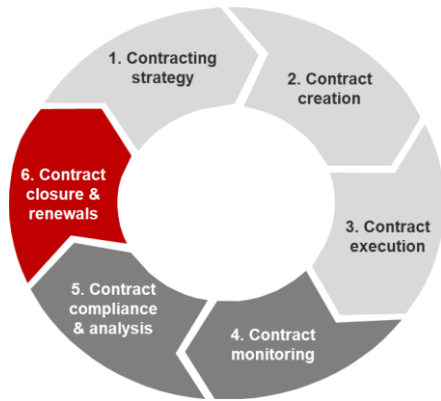 1. Contracting
strategy
2. Contract
creation
3. Contract
execution
4. Contract
monitoring
5. Contract
compliance
& analysis
6. Contract
closure &
renewals